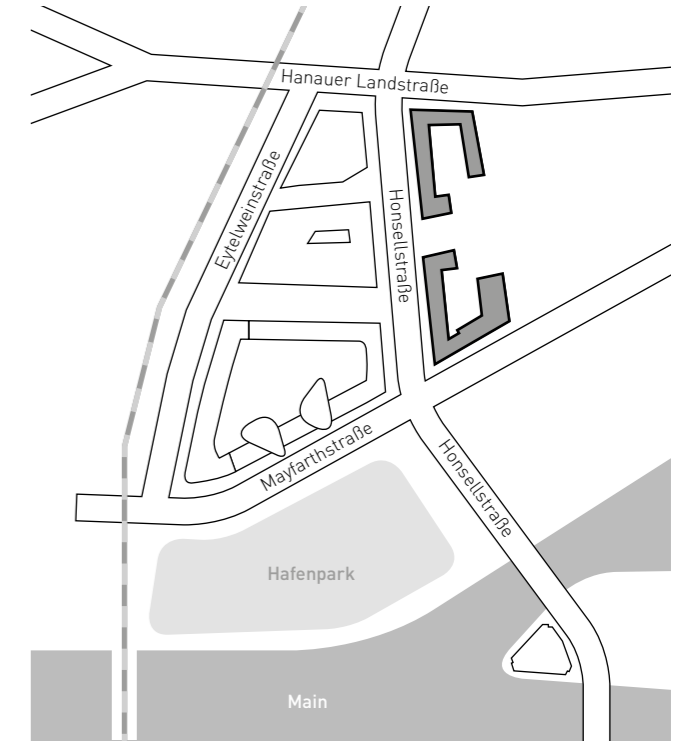 Hanauer Landstraße
Eytelweinstraße
Honsellstraße
Mayfarthstraße
Honsellstraße
Hafenpark
Main